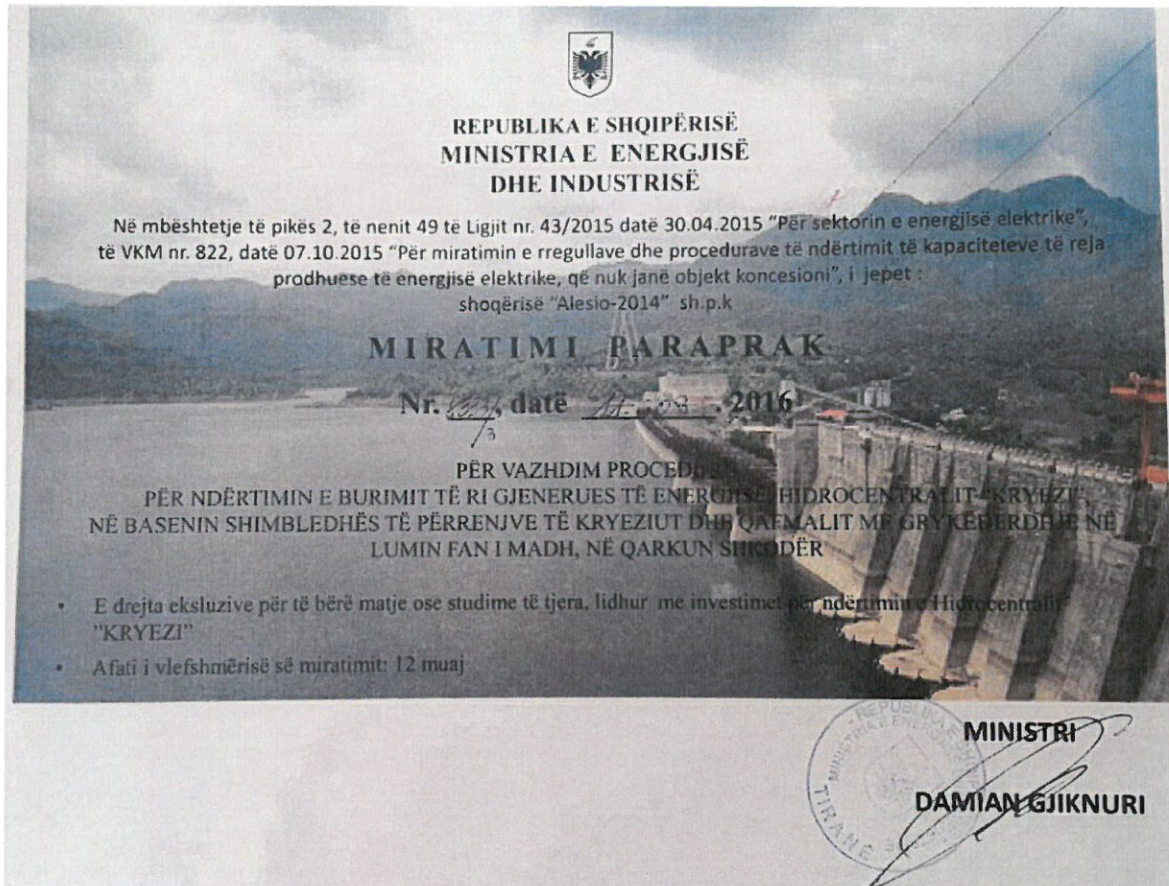 REPUBLIKA E SHQIPËRISË
MINISTRIA E ENERGJISË
DHE INDUSTRISË
Në mbështetje të pikës 2, të nenit 49 të Ligjit nr. 43/2015 datë 30.04.2015 "Për sektorin e energjisë elektrike",
të VKM nr. 822, datë 07.10.2015 "Për miratimin e rregullave dhe procedurave të ndërtimit të kapaciteteve të reja
prodhuese të energjisë elektrike, që nuk janë objekt koncesioni", i jepet :
shoqërisë "Alesio-2014" sh.p.k
MIRATIMI PARAPRAK
Nr. /3, datë . 2016
PËR VAZHDIM PROCEDU
PËR NDËRTIMIN E BURIMIT TË RI GJENERUES TË ENERGJISË, HIDROCENTRALIT "KRYEZI"
NË BASENIN SHIMBLEDHËS TË PËRRENJVE TË KRYEZIUT DHE QAFMALIT ME GRYKËDERDHJE NË
LUMIN FAN I MADH, NË QARKUN SHKODËR
• E drejta eksluzive për të bërë matje ose studime të tjera, lidhur me investimet për ndërtimin e Hidrocentralit
"KRYEZI"
• Afati i vlefshmërisë së miratimit: 12 muaj
MINISTRI
DAMIAN GJIKNURI
TIRANË